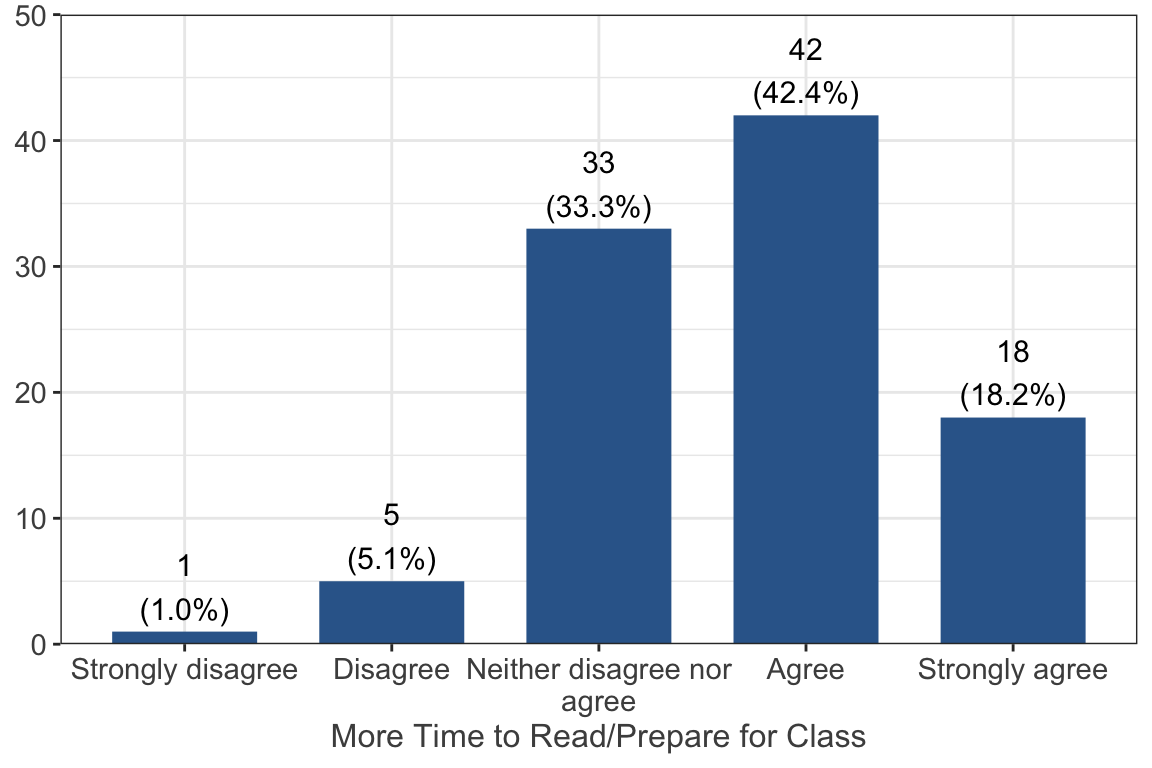 50
42
(42.4%)
40
33
(33.3%)
30
18
(18.2%)
20
10
5
(5.1%)
1
(1.0%)
0
Strongly disagree
Disagree
Neither disagree nor
agree
Agree
Strongly agree
More Time to Read/Prepare for Class